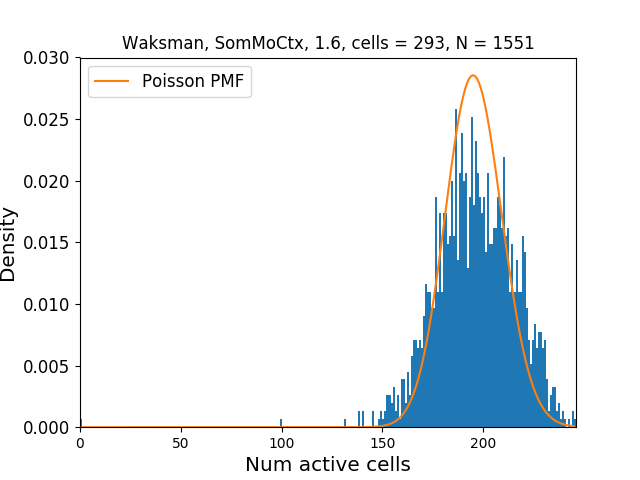 Waksman, SomMoCtx, 1.6, cells = 293, N = 1551
Poisson PMF
0.030
0.025
0.020
0.015
0.010
0.005
0.000
Density
0 50 100 150 200
Num active cells